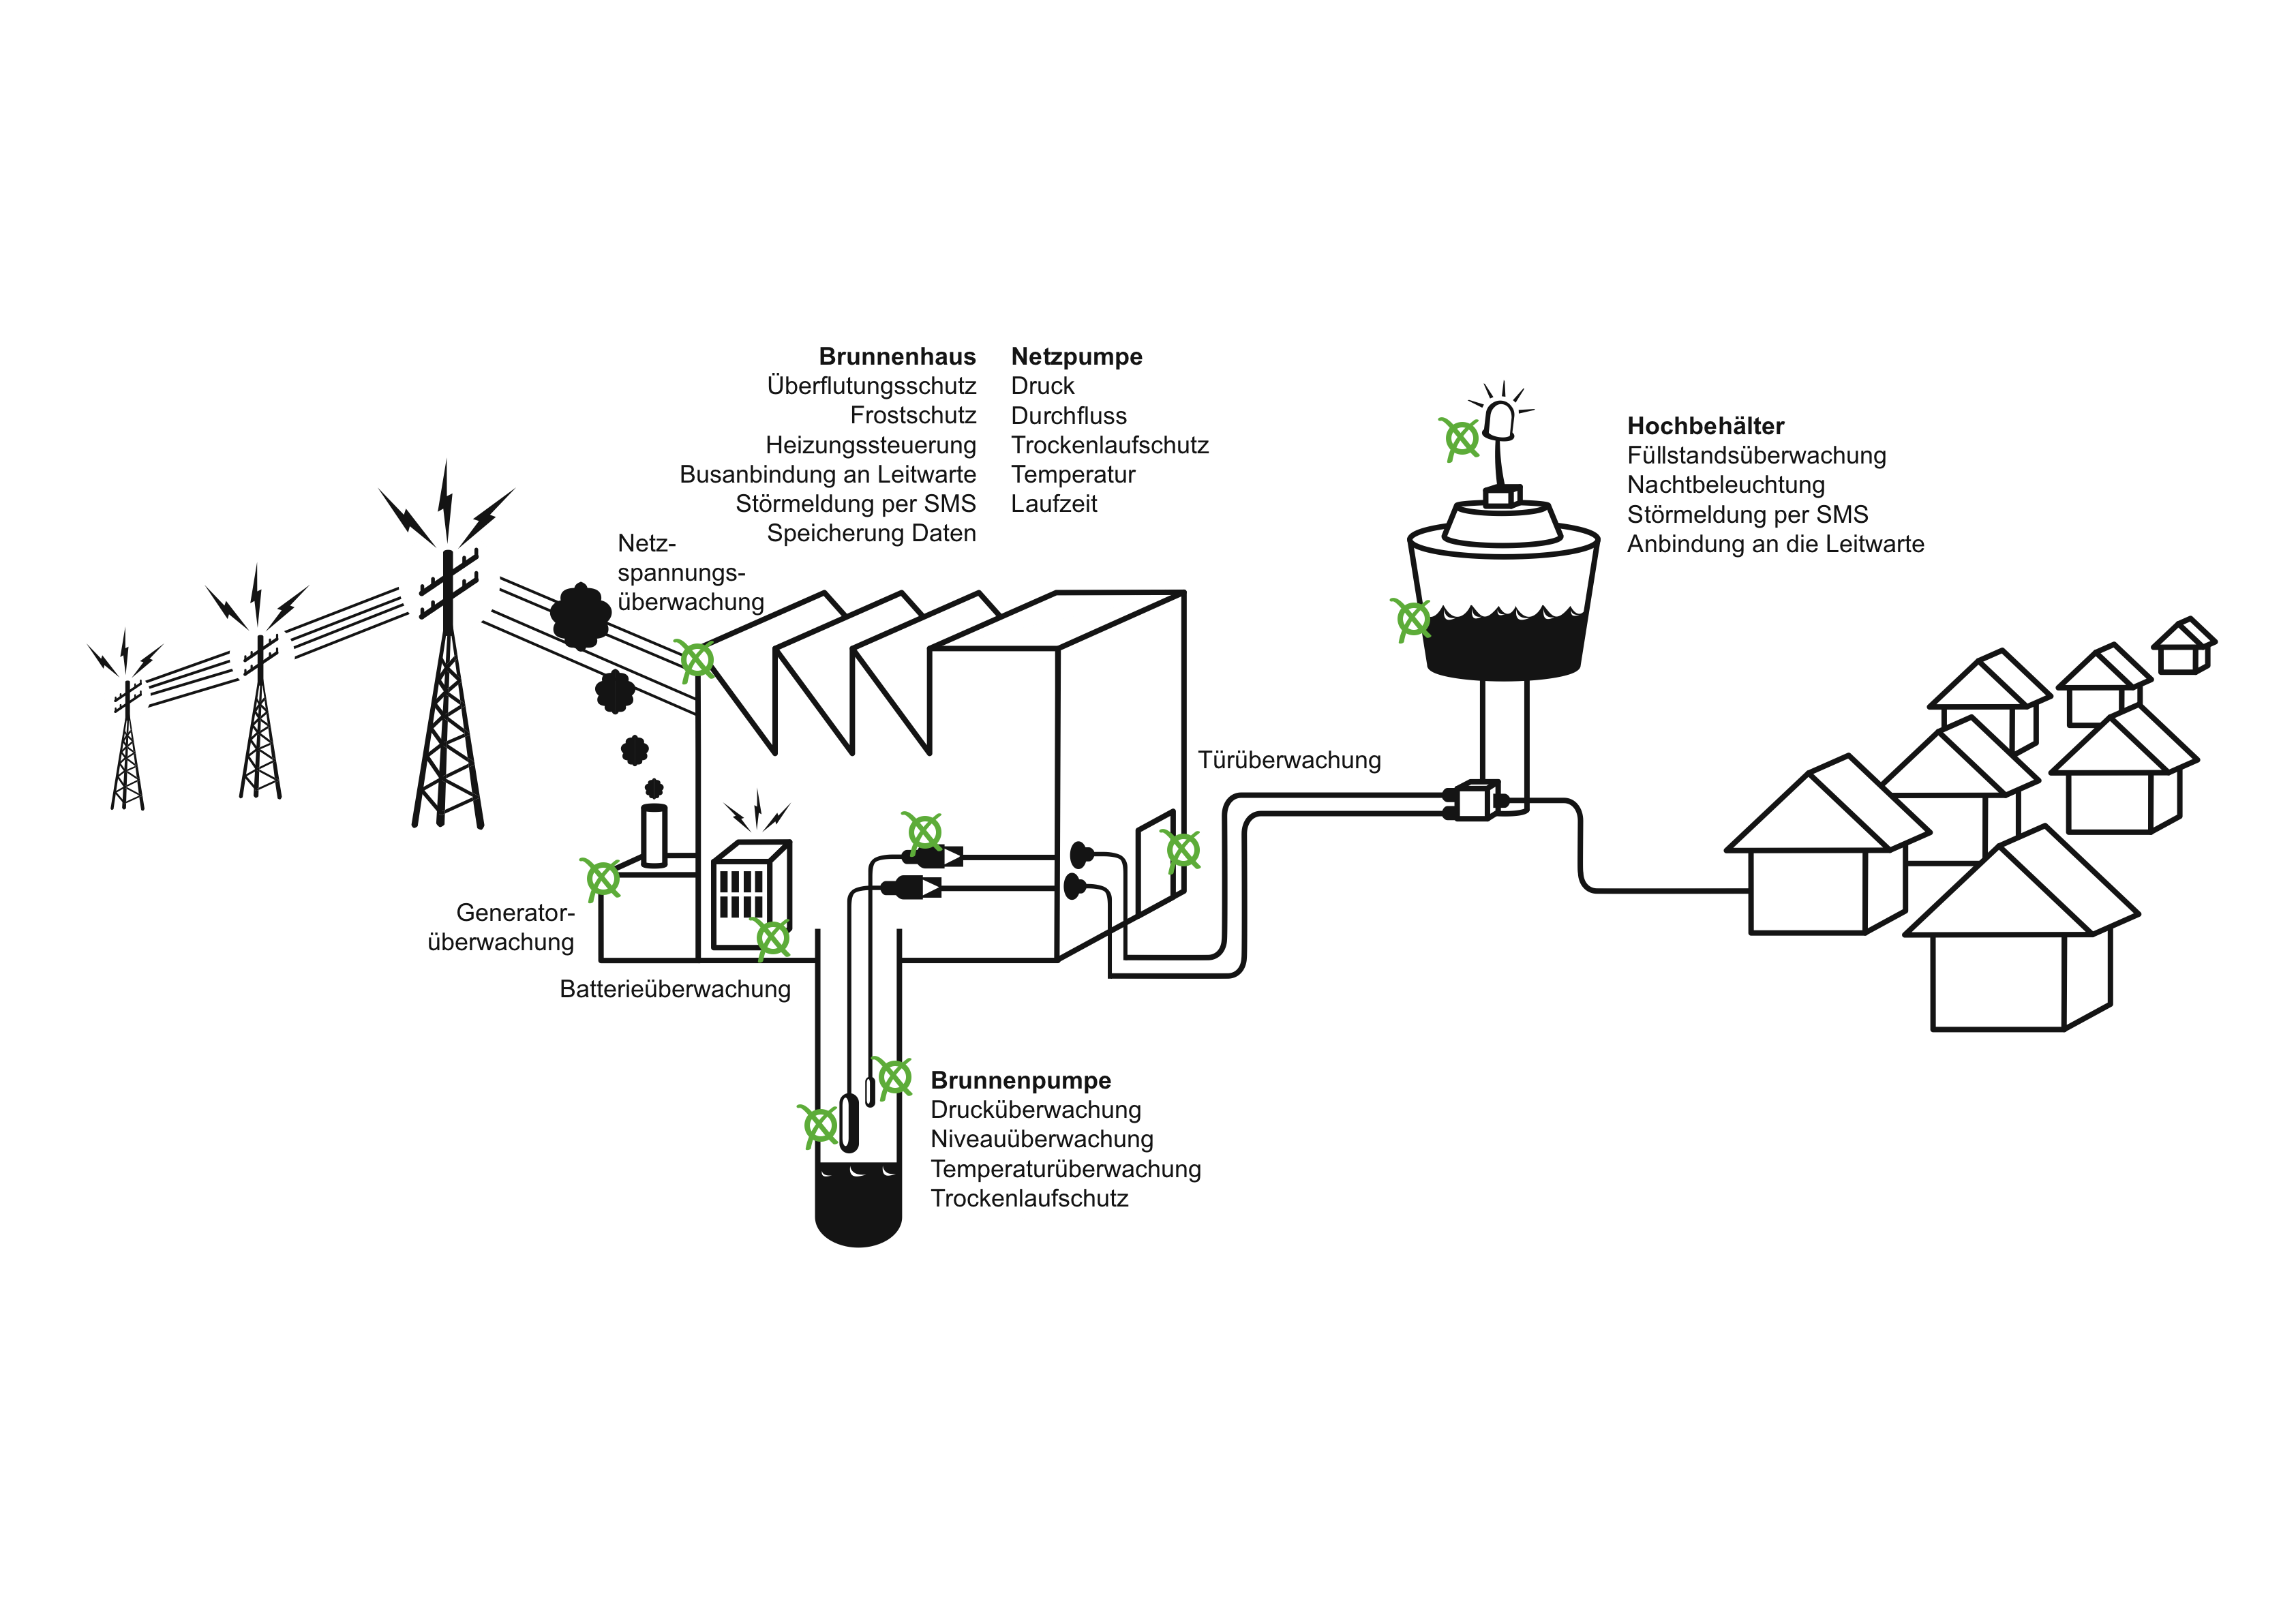 Brunnenhaus
Überflutungsschutz
Frostschutz
Heizungssteuerung
Busanbindung an Leitwarte
Störmeldung per SMS
Speicherung Daten
Netzpumpe
Druck
Durchfluss
Trockenlaufschutz
Temperatur
Laufzeit
Hochbehälter
Füllstandsüberwachung
Nachtbeleuchtung
Störmeldung per SMS
Anbindung an die Leitwarte
Netz-
spannungs-
überwachung
Türüberwachung
Generator-
überwachung
Batterieüberwachung
Brunnenpumpe
Drucküberwachung
Niveauüberwachung
Temperaturüberwachung
Trockenlaufschutz